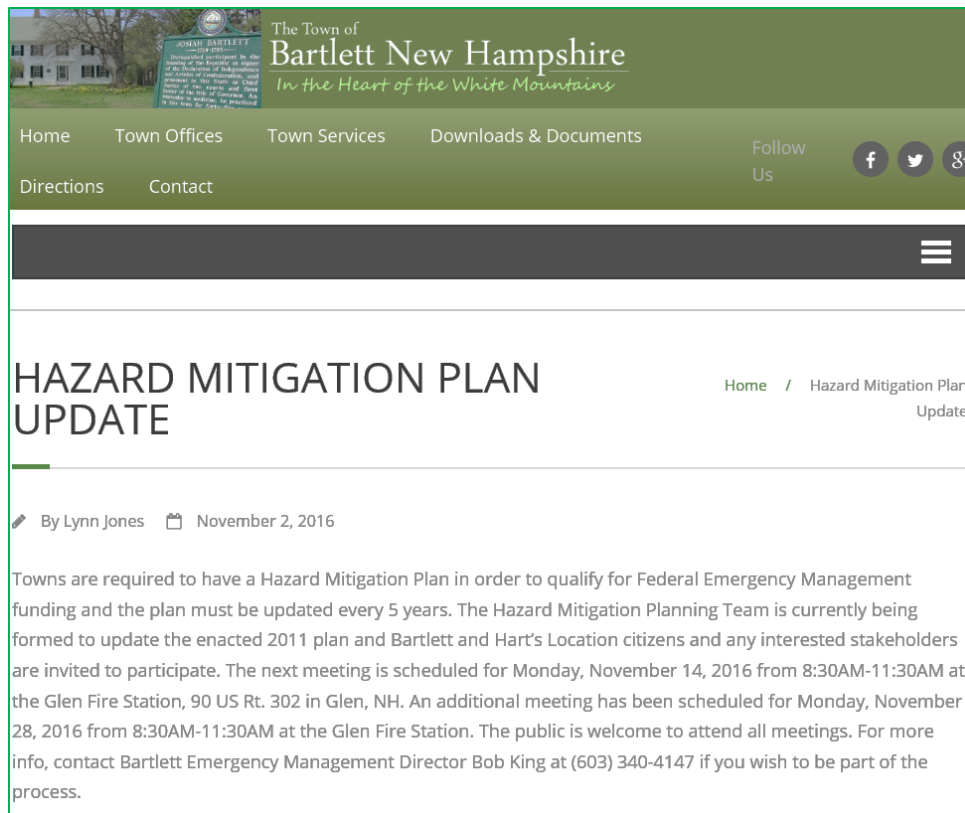 The Town of
Bartlett New Hampshire
In the Heart of the White Mountains
JOSIAH BARTLETT
Home Town Offices Town Services Downloads & Documents
Directions Contact
Follow
Us
HAZARD MITIGATION PLAN
UPDATE
Home / Hazard Mitigation Plan
Update
By Lynn Jones November 2, 2016
Towns are required to have a Hazard Mitigation Plan in order to qualify for Federal Emergency Management
funding and the plan must be updated every 5 years. The Hazard Mitigation Planning Team is currently being
formed to update the enacted 2011 plan and Bartlett and Hart's Location citizens and any interested stakeholders
are invited to participate. The next meeting is scheduled for Monday, November 14, 2016 from 8:30AM-11:30AM at
the Glen Fire Station, 90 US Rt. 302 in Glen, NH. An additional meeting has been scheduled for Monday, November
28, 2016 from 8:30AM-11:30AM at the Glen Fire Station. The public is welcome to attend all meetings. For more
info, contact Bartlett Emergency Management Director Bob King at (603) 340-4147 if you wish to be part of the
process.